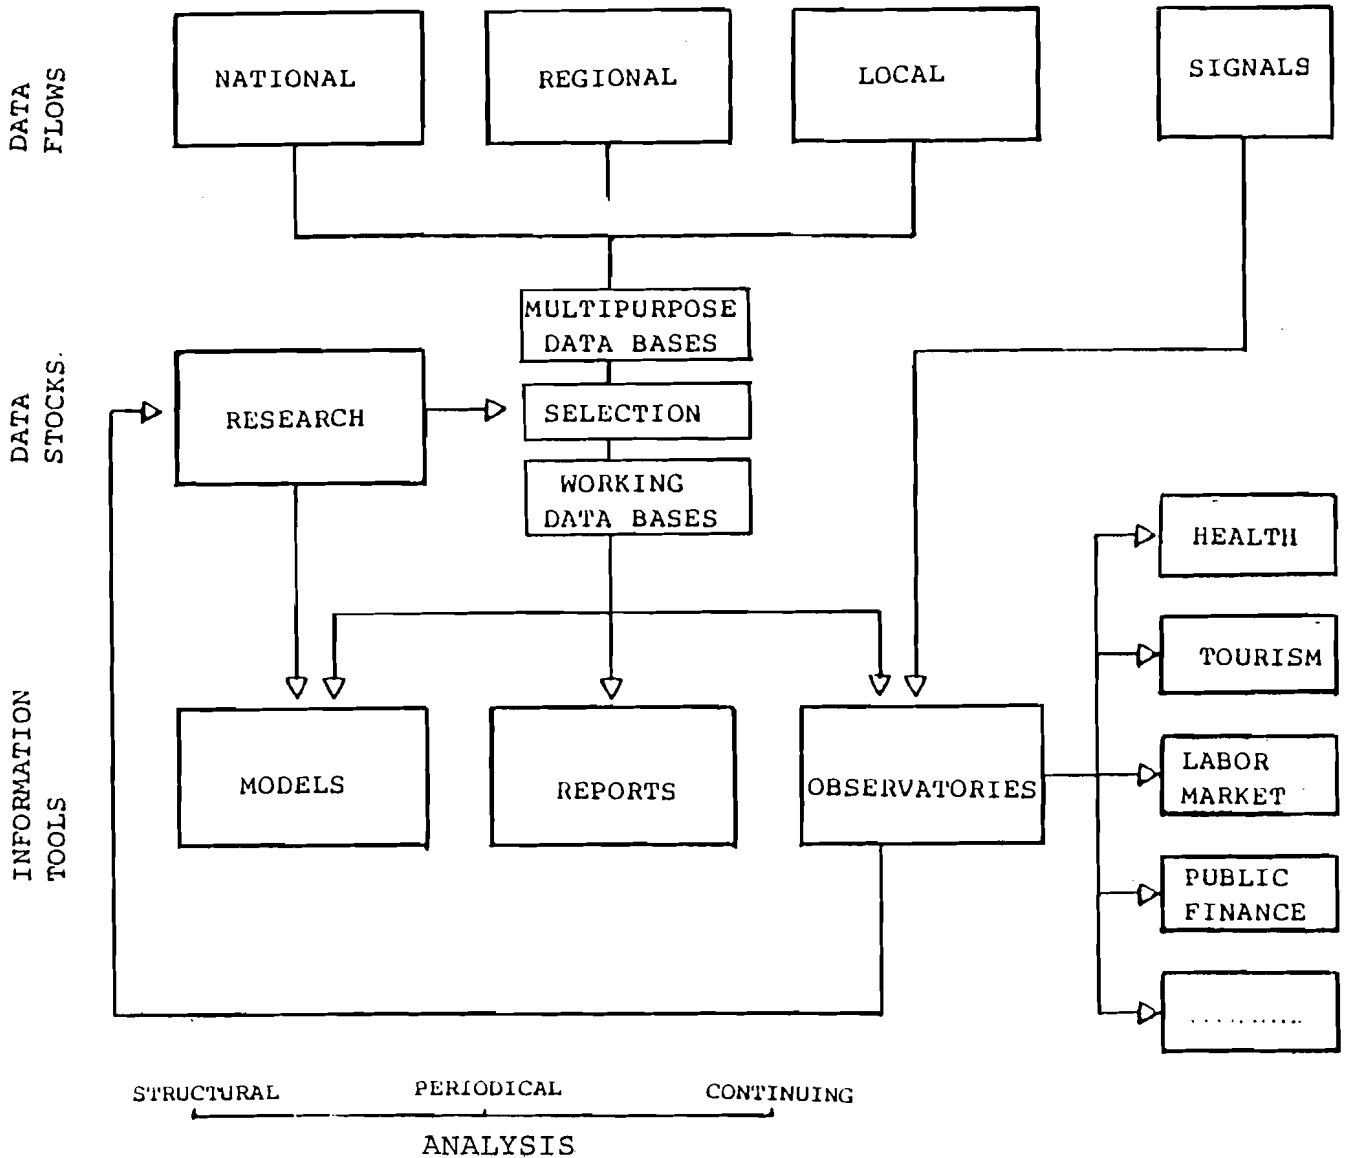 DATA
FLOWS
NATIONAL
REGIONAL
LOCAL
SIGNALS
DATA
STOCKS.
MULTIPURPOSE
DATA BASES
RESEARCH
SELECTION
WORKING
DATA BASES
HEALTH
TOURISM
INFORMATION
TOOLS
MODELS
REPORTS
OBSERVATORIES
LABOR
MARKET
PUBLIC
FINANCE
...........
STRUCTURAL
PERIODICAL
CONTINUING
ANALYSIS